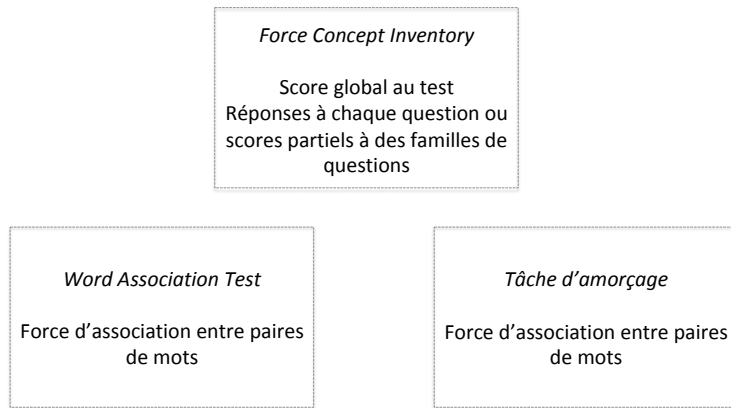 Force Concept Inventory
Score global au test
Réponses à chaque question ou
scores partiels à des familles de
questions
Word Association Test
Force d'association entre paires
de mots
Tâche d'amorçage
Force d'association entre paires
de mots